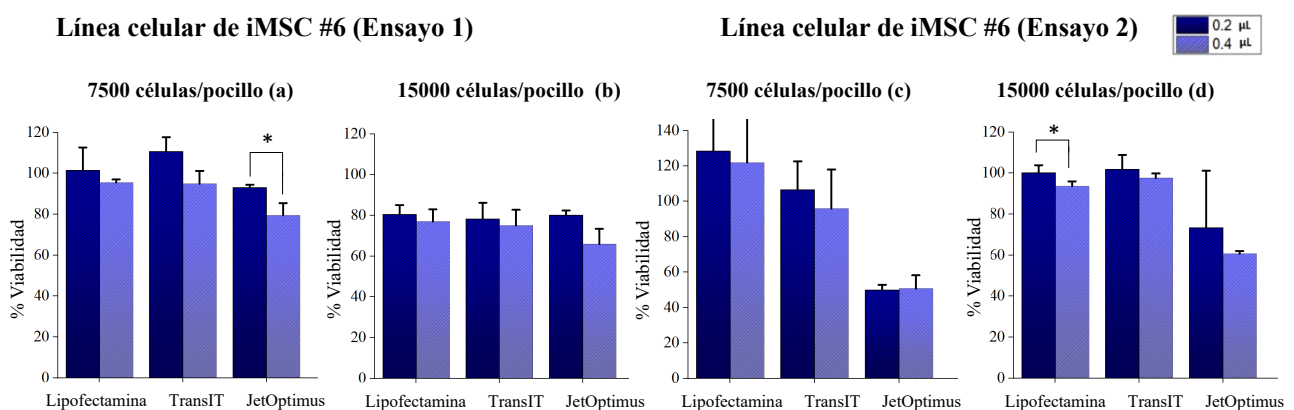 Línea celular de iMSC #6 (Ensayo 1)
Línea celular de iMSC #6 (Ensayo 2)
0.2 µL
0.4 µL
7500 células/pocillo (a)
% Viabilidad
120
100
80
60
40
20
0
*
Lipofectamina TransIT JetOptimus
15000 células/pocillo (b)
% Viabilidad
120
100
80
60
40
20
0
Lipofectamina TransIT JetOptimus
7500 células/pocillo (c)
% Viabilidad
140
120
100
80
60
40
20
0
Lipofectamina TransIT JetOptimus
15000 células/pocillo (d)
% Viabilidad
120
100
80
60
40
20
0
*
Lipofectamina TransIT JetOptimus